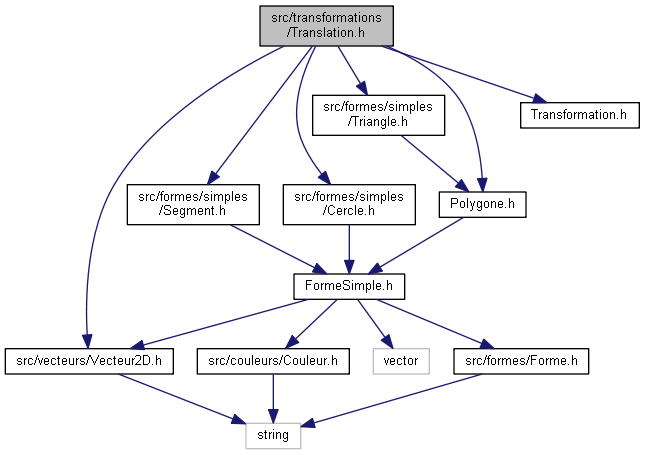 src/transformations
/Translation.h
src/formes/simples
/Triangle.h
Transformation.h
src/formes/simples
/Segment.h
src/formes/simples
/Cercle.h
Polygone.h
FormeSimple.h
src/vecteurs/Vecteur2D.h
src/couleurs/Couleur.h
vector
src/formes/Forme.h
string